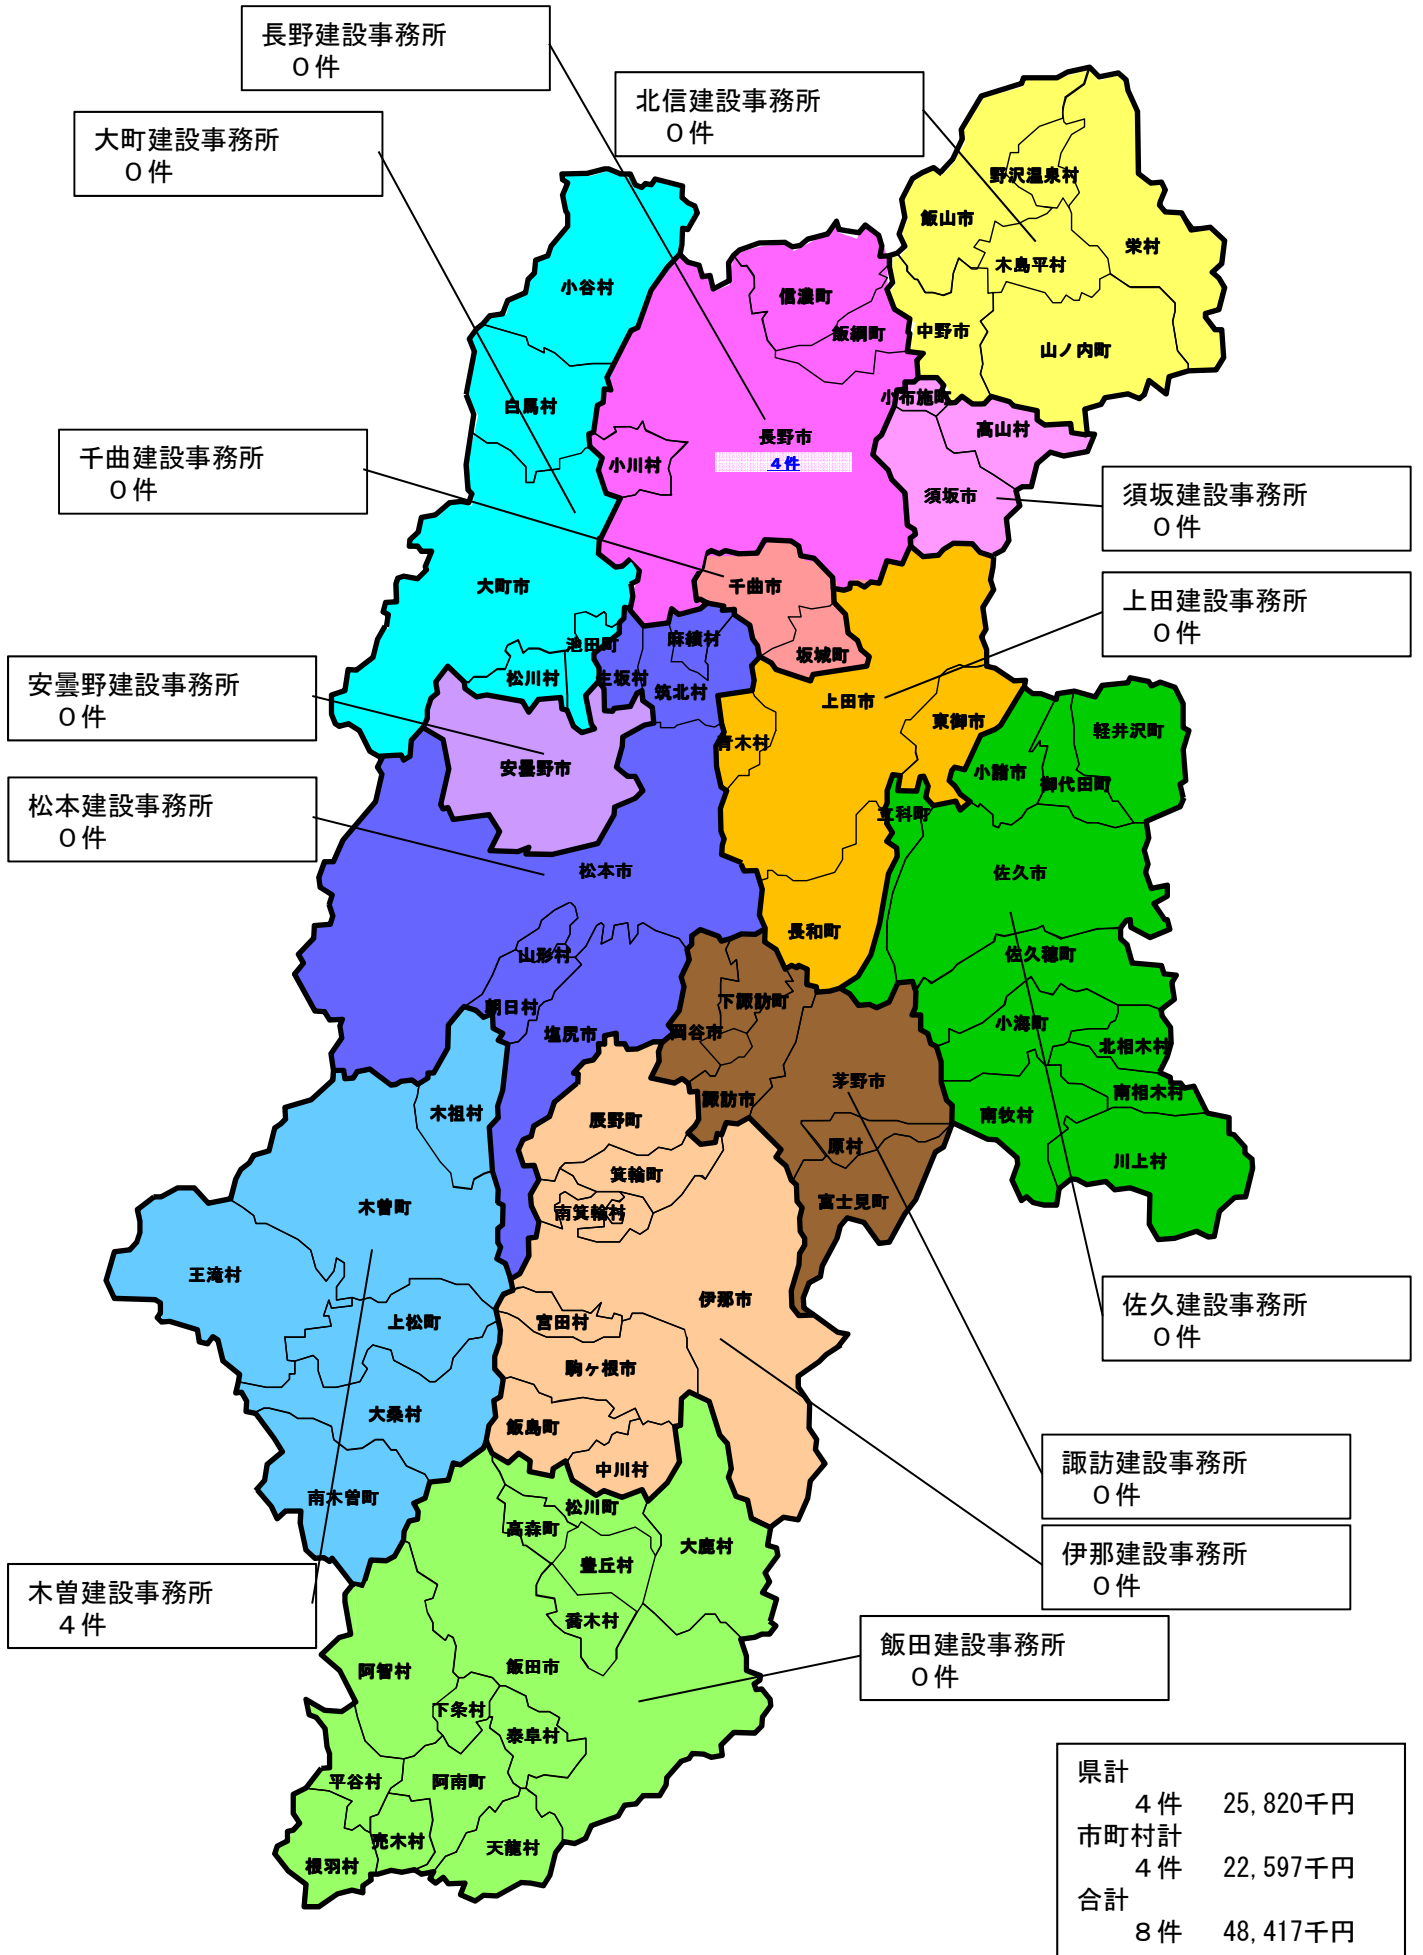 長野建設事務所
０件
北信建設事務所
０件
大町建設事務所
０件
野沢温泉村
飯山市
栄村
木島平村
小谷村
信濃町
飯綱町
中野市
山ノ内町
白馬村
小布施町
高山村
長野市
４件
小川村
千曲建設事務所
０件
須坂市
須坂建設事務所
０件
大町市
千曲市
上田建設事務所
０件
池田町
麻績村
坂城町
松川村
生坂村
筑北村
安曇野建設事務所
０件
上田市
東御市
軽井沢町
青木村
安曇野市
小諸市
御代田町
松本建設事務所
０件
立科町
松本市
佐久市
長和町
山形村
佐久穂町
朝日村
下諏訪町
塩尻市
岡谷市
小海町
北相木村
茅野市
南相木村
諏訪市
木祖村
辰野町
南牧村
原村
川上村
箕輪町
木曽町
南箕輪村
富士見町
王滝村
伊那市
佐久建設事務所
０件
上松町
宮田村
駒ヶ根市
大桑村
飯島町
中川村
諏訪建設事務所
０件
南木曽町
松川町
高森町
大鹿村
豊丘村
伊那建設事務所
０件
木曽建設事務所
４件
喬木村
飯田建設事務所
０件
阿智村
飯田市
下条村
泰阜村
平谷村
阿南町
売木村
天龍村
根羽村
県計
４件 25,820千円
市町村計
４件 22,597千円
合計
８件 48,417千円